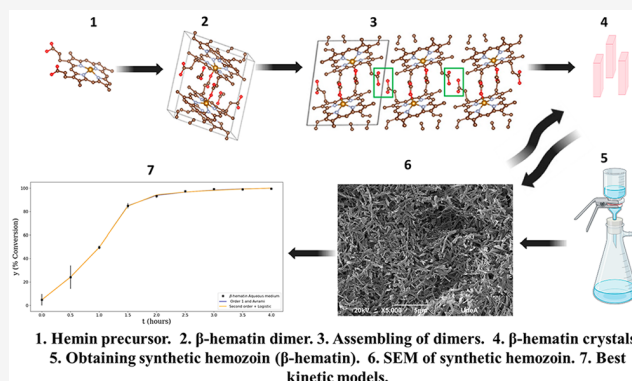 1
2
3
4
5
6
7
y (% Conversion)
100
80
60
40
20
0
β-hematin-Aqueous medium
Order 1 and Avrami
Second order + Logistic
0.0 0.5 1.0 1.5 2.0 2.5 3.0 3.5 4.0
t (hours)
20kV X5,000 5µm UdeA
1. Hemin precursor. 2. β-hematin dimer. 3. Assembling of dimers. 4. β-hematin crystals
5. Obtaining synthetic hemozoin (β-hematin). 6. SEM of synthetic hemozoin. 7. Best
kinetic models.